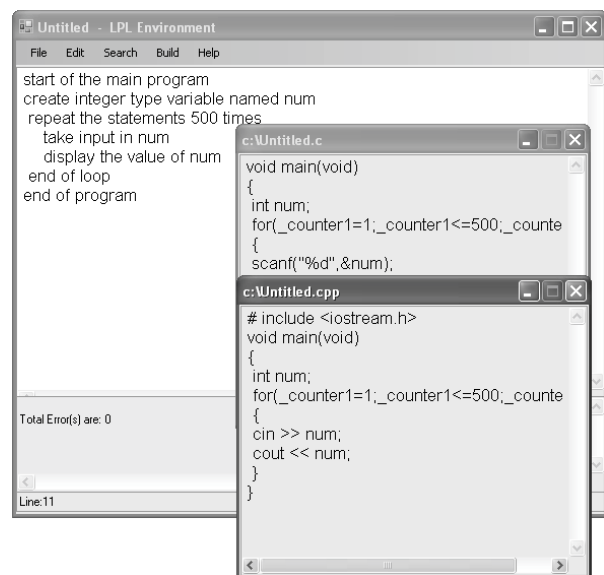 Untitled - LPL Environment
File Edit Search Build Help
start of the main program
create integer type variable named num
repeat the statements 500 times
take input in num
display the value of num
end of loop
end of program
Total Error(s) are: 0
Line:11
c:\Untitled.c
void main(void)
{
int num;
for(_counter1=1;_counter1<=500;_counte
{
scanf("%d",&num);
c:\Untitled.cpp
# include <iostream.h>
void main(void)
{
int num;
for(_counter1=1;_counter1<=500;_counte
{
cin >> num;
cout << num;
}
}